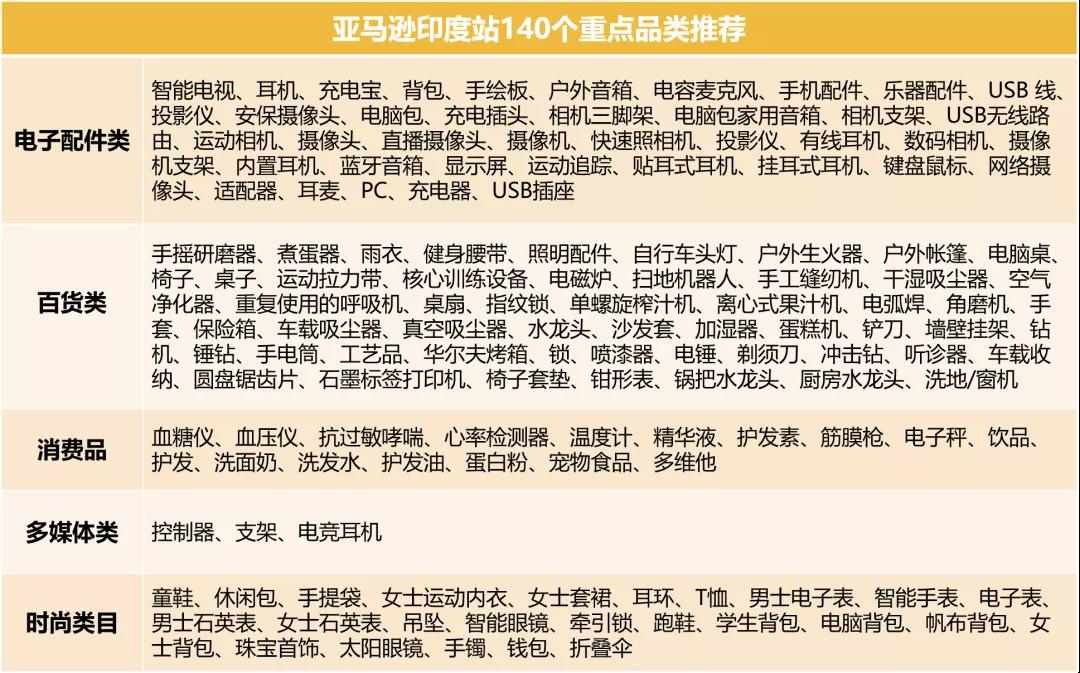 亚马逊印度站140个重点品类推荐
电子配件类
智能电视、耳机、充电宝、背包、手绘板、户外音箱、电容麦克风、手机配件、乐器配件、USB 线、
投影仪、安保摄像头、电脑包、充电插头、相机三脚架、电脑包家用音箱、相机支架、USB无线路
由、运动相机、摄像头、直播摄像头、摄像机、快速照相机、投影仪、有线耳机、数码相机、摄像
机支架、内置耳机、蓝牙音箱、显示屏、运动追踪、贴耳式耳机、挂耳式耳机、键盘鼠标、网络摄
像头、适配器、耳麦、PC、充电器、USB插座
百货类
手摇研磨器、煮蛋器、雨衣、健身腰带、照明配件、自行车头灯、户外生火器、户外帐篷、电脑桌、
椅子、桌子、运动拉力带、核心训练设备、电磁炉、扫地机器人、手工缝纫机、干湿吸尘器、空气
净化器、重复使用的呼吸机、桌扇、指纹锁、单螺旋榨汁机、离心式果汁机、电弧焊、角磨机、手
套、保险箱、车载吸尘器、真空吸尘器、水龙头、沙发套、加湿器、蛋糕机、铲刀、墙壁挂架、钻
机、锤钻、手电筒、工艺品、华尔夫烤箱、锁、喷漆器、电锤、剃须刀、冲击钻、听诊器、车载收
纳、圆盘锯齿片、石墨标签打印机、椅子套垫、钳形表、锅把水龙头、厨房水龙头、洗地/窗机
消费品
血糖仪、血压仪、抗过敏哮喘、心率检测器、温度计、精华液、护发素、筋膜枪、电子秤、饮品、
护发、洗面奶、洗发水、护发油、蛋白粉、宠物食品、多维他
多媒体类
控制器、支架、电竞耳机
时尚类目
童鞋、休闲包、手提袋、女士运动内衣、女士套裙、耳环、T恤、男士电子表、智能手表、电子表、
男士石英表、女士石英表、吊坠、智能眼镜、牵引锁、跑鞋、学生背包、电脑背包、帆布背包、女
士背包、珠宝首饰、太阳眼镜、手镯、钱包、折叠伞